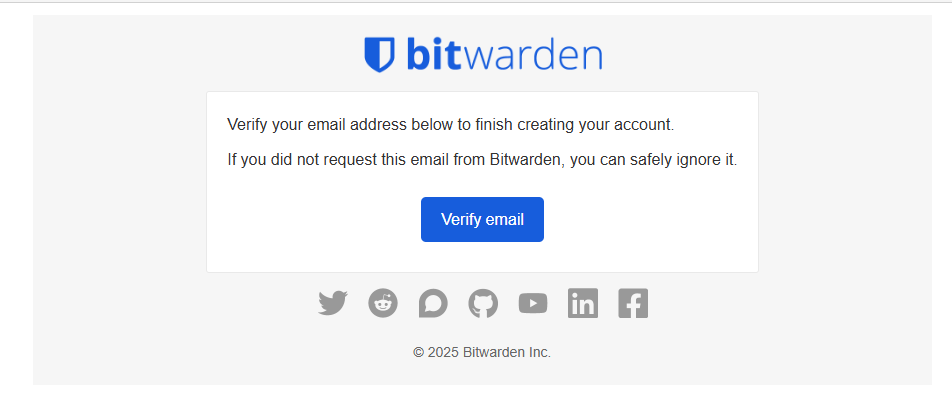 bitwarden
Verify your email address below to finish creating your account.
If you did not request this email from Bitwarden, you can safely ignore it.
Verify email
© 2025 Bitwarden Inc.